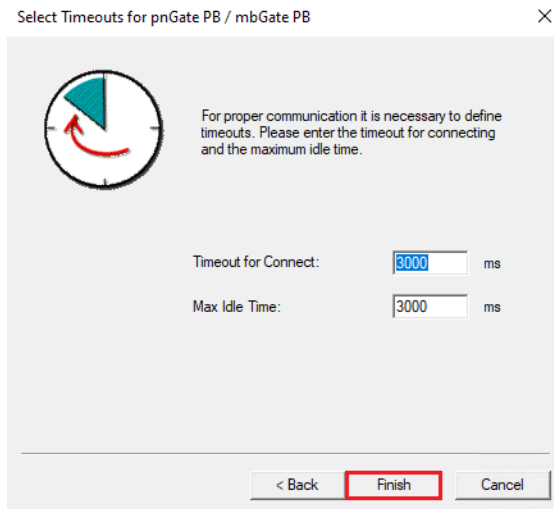 Select Timeouts for pnGate PB / mbGate PB
For proper communication it is necessary to define
timeouts. Please enter the timeout for connecting
and the maximum idle time.
Timeout for Connect: 3000 ms
Max Idle Time: 3000 ms
< Back Finish Cancel